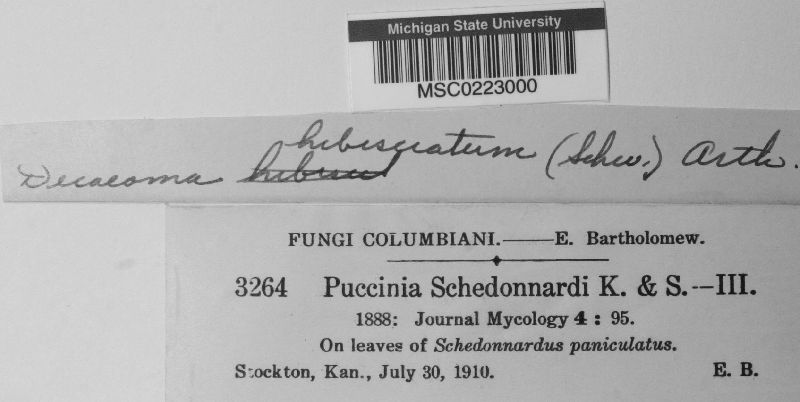 Michigan State University
MSC0223000
Dicaeoma hibisciatum (Schw.) Arth.
FUNGI COLUMBIANI.——E. Bartholomew.
3264 Puccinia Schedonnardi K. & S.--III.
1888: Journal Mycology 4 : 95.
On leaves of Schedonnardus paniculatus.
Stockton, Kan., July 30, 1910. E. B.